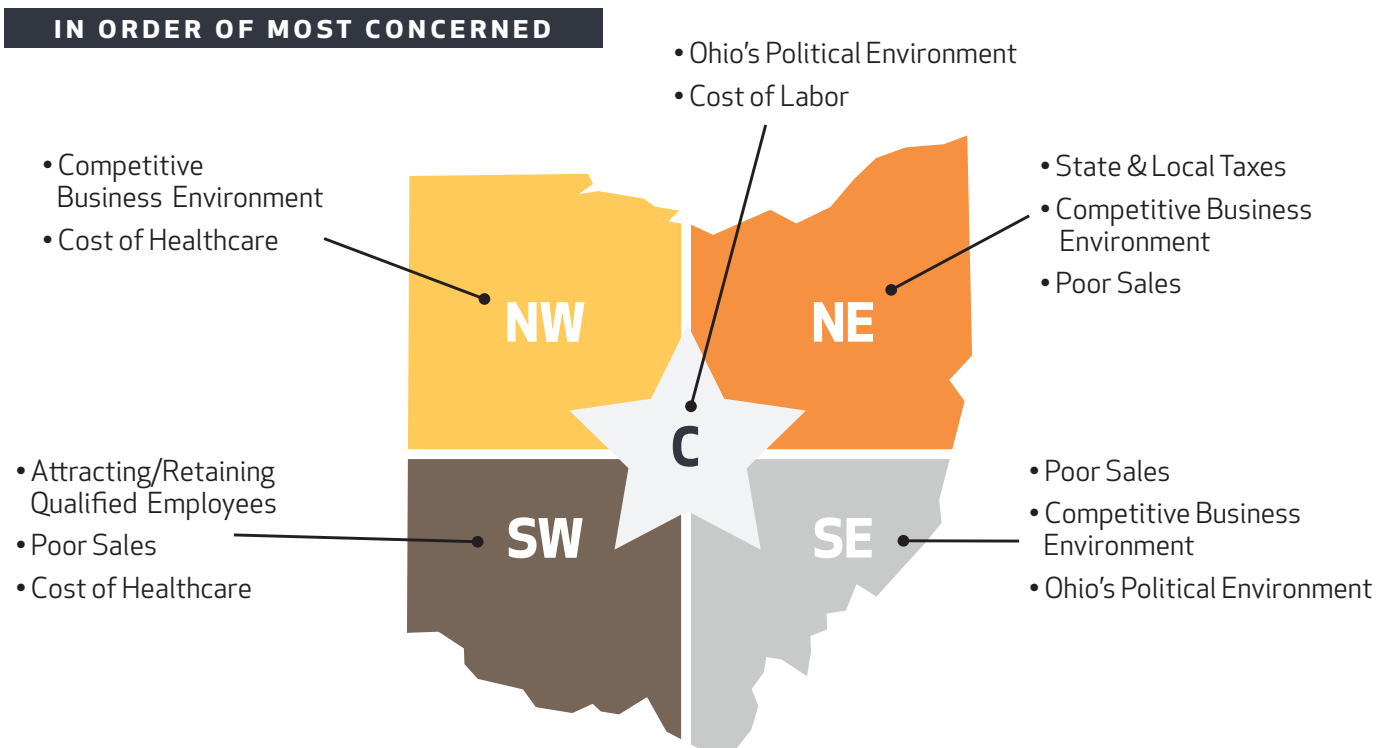 IN ORDER OF MOST CONCERNED
• Ohio's Political Environment
• Cost of Labor
• Competitive
Business Environment
• Cost of Healthcare
• State & Local Taxes
• Competitive Business
Environment
• Poor Sales
NW
NE
C
• Attracting/Retaining
Qualified Employees
• Poor Sales
• Cost of Healthcare
SW
SE
• Poor Sales
• Competitive Business
Environment
• Ohio's Political Environment